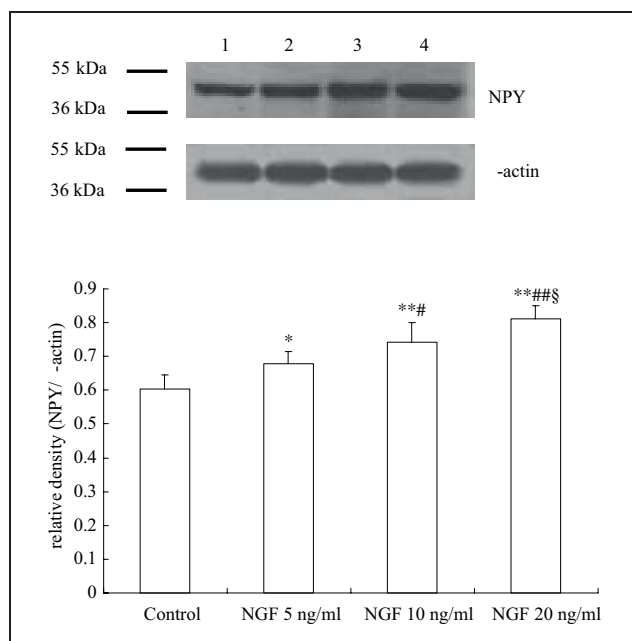 1 2 3 4
55 kDa
NPY
36 kDa
55 kDa
-actin
36 kDa
0.9
**##§
0.8
**#
0.7
*
0.6
0.5
0.4
0.3
0.2
0.1
0
relative density (NPY/ -actin)
Control NGF 5 ng/ml NGF 10 ng/ml NGF 20 ng/ml